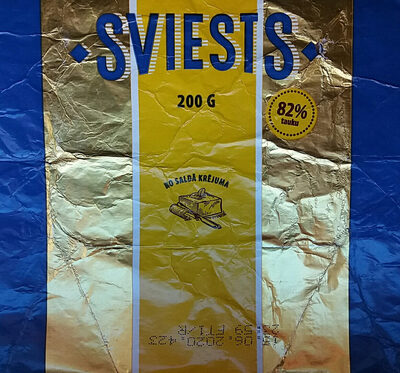 SVIESTS
200 G
82%
tauku
NO SALDĀ KRĒJUMA